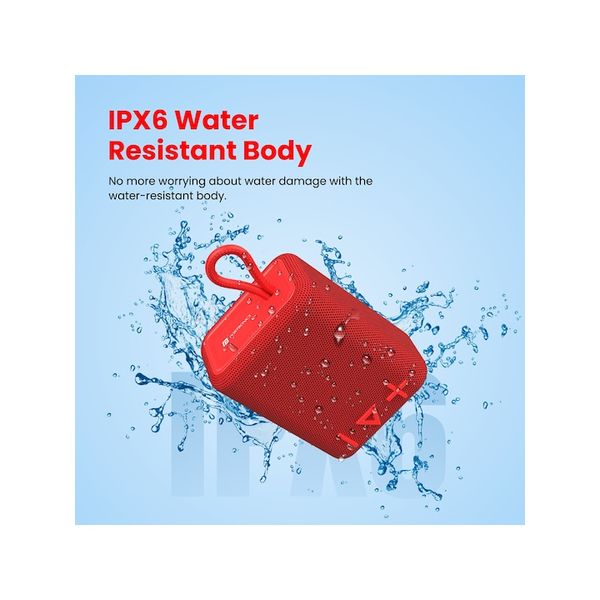 IPX6 Water
Resistant Body
No more worrying about water damage with the
water-resistant body.
IPX6